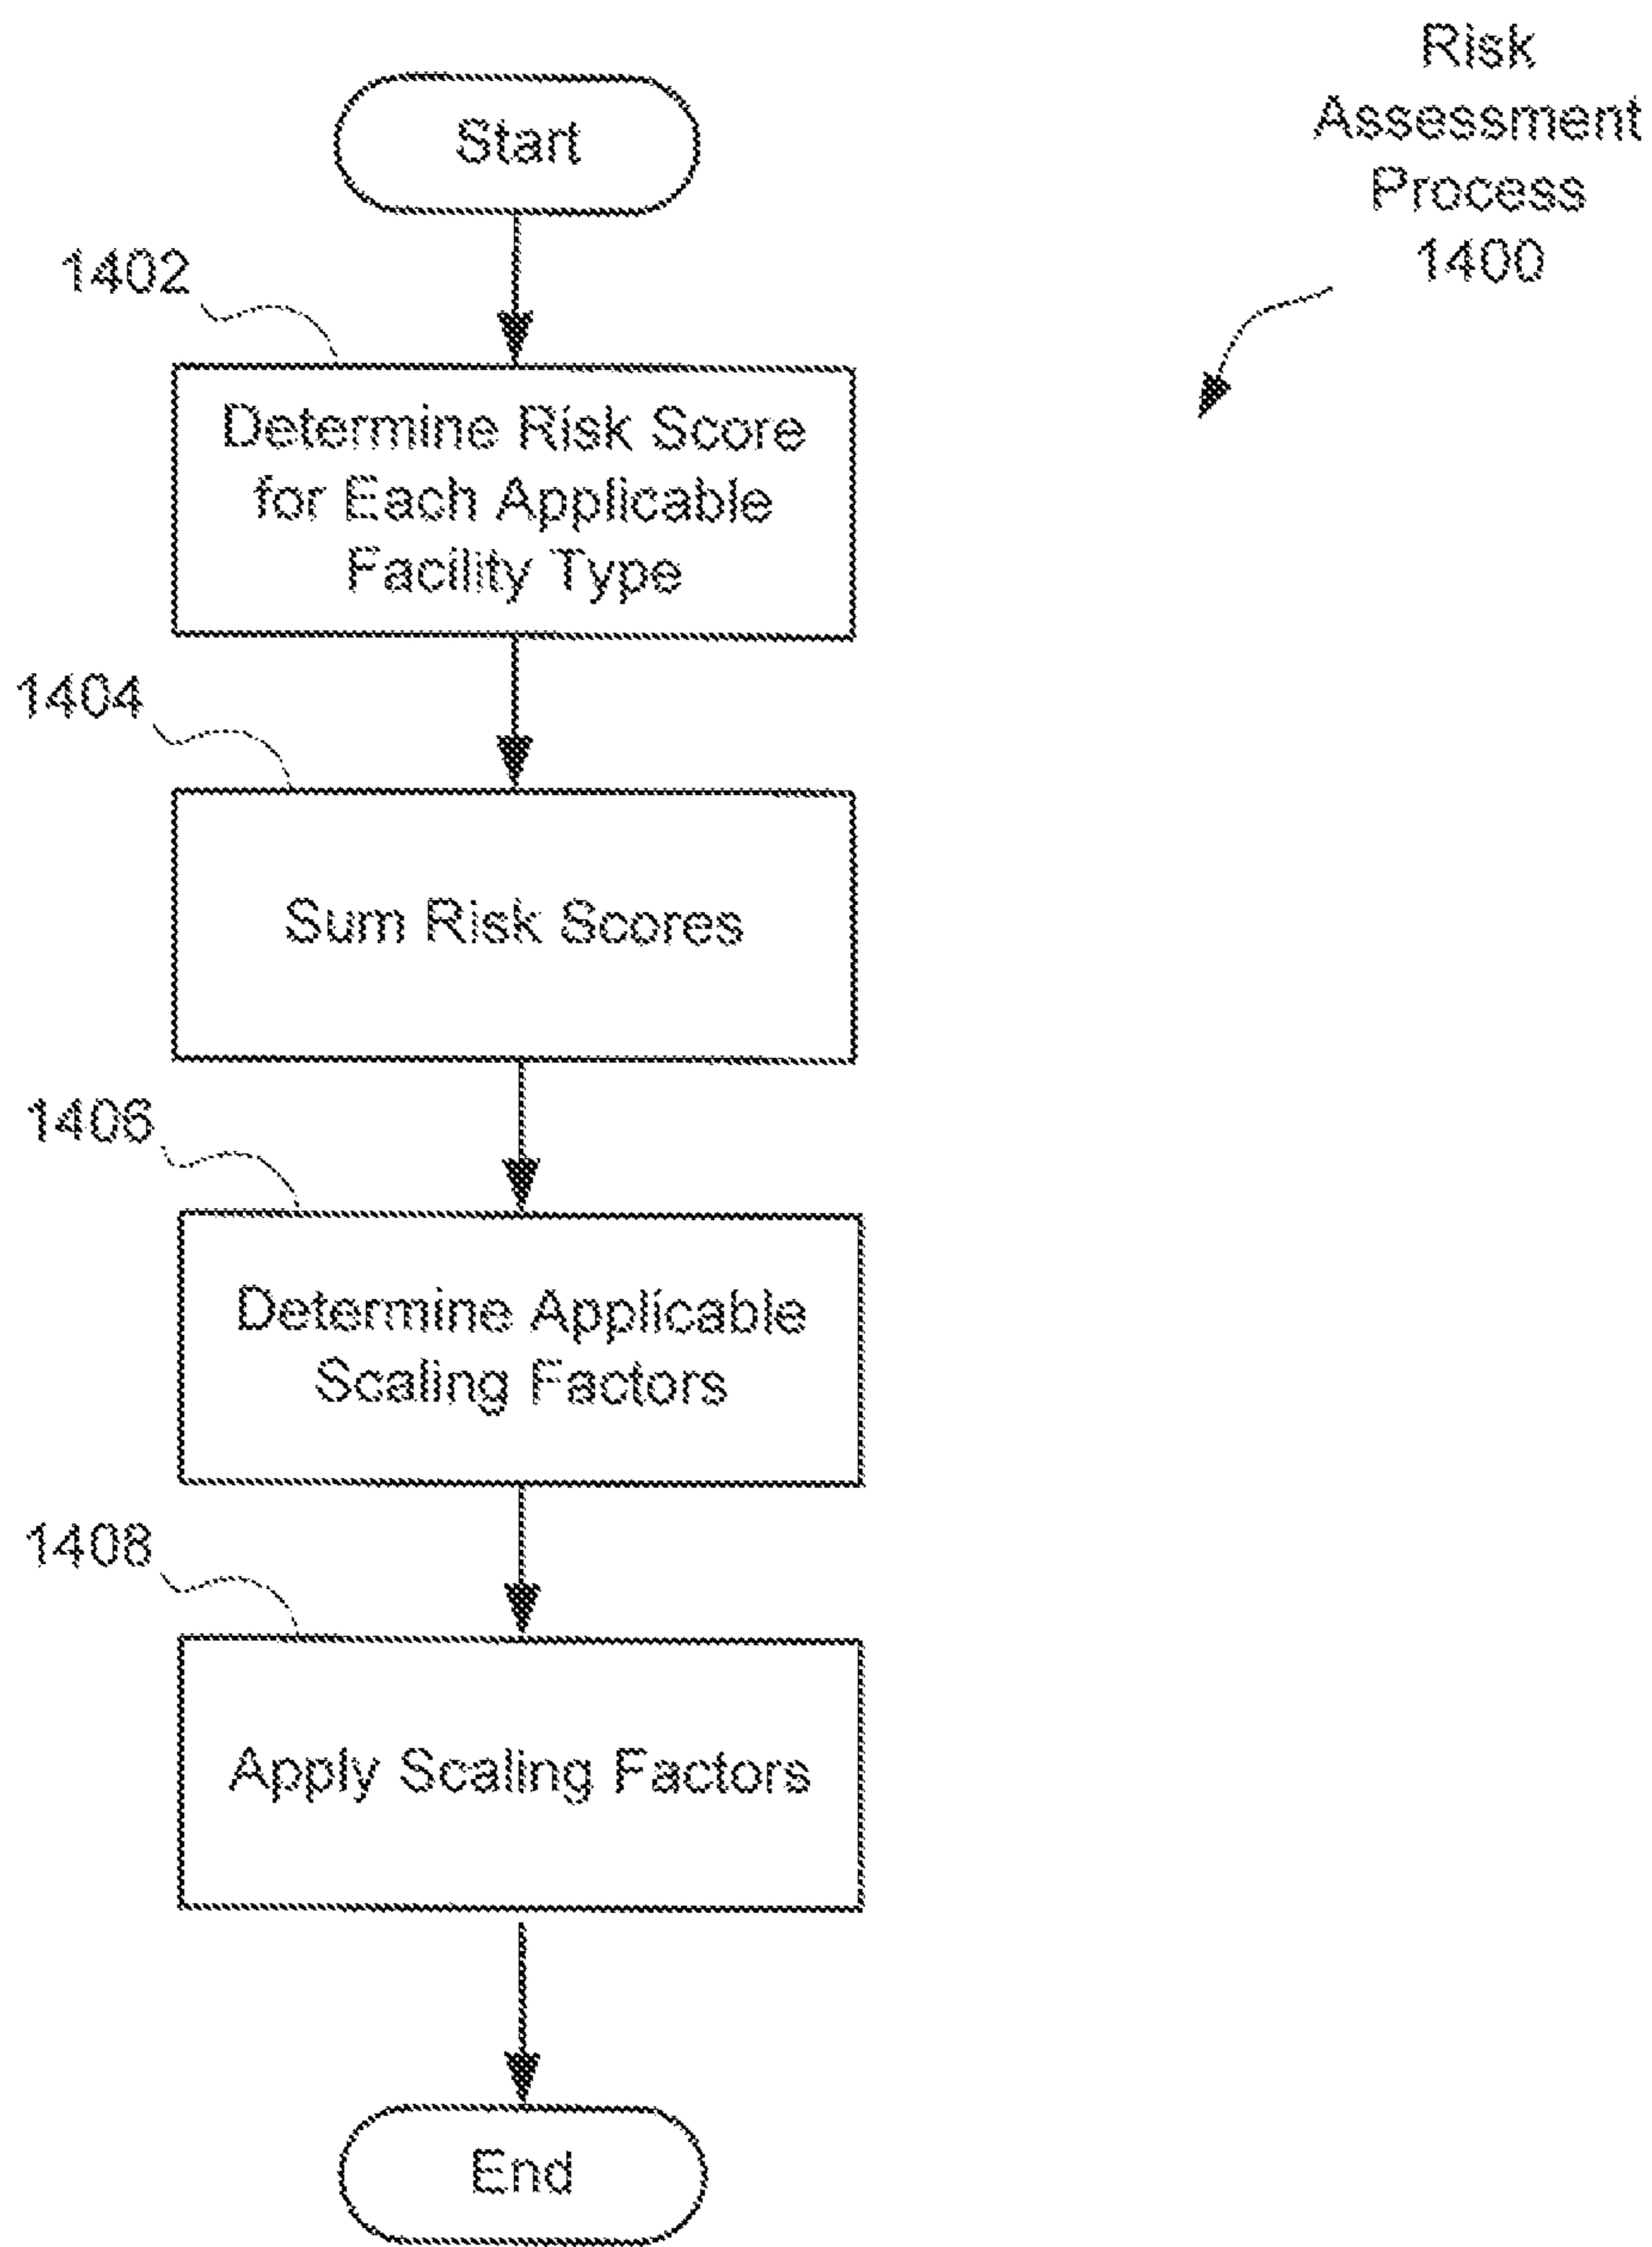 Risk
Assessment
Process
1400
Start
1402
Determine Risk Score
for Each Applicable
Facility Type
1404
Sum Risk Scores
1406
Determine Applicable
Scaling Factors
1408
Apply Scaling Factors
End